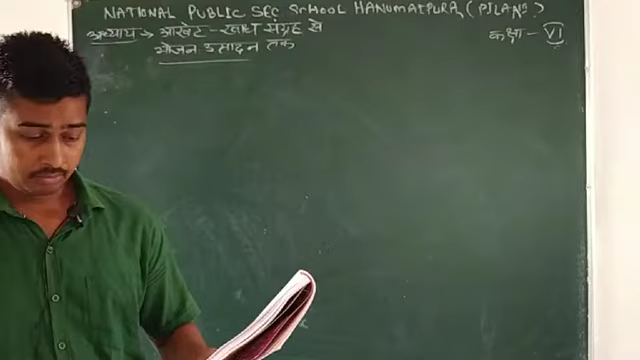 NATIONAL PUBLIC SEC SCHOOL HANUMATPURA (PILANI)
अध्याय → आखेट - खाद्य संग्रह से
भोजन उत्पादन तक
कक्षा - VI